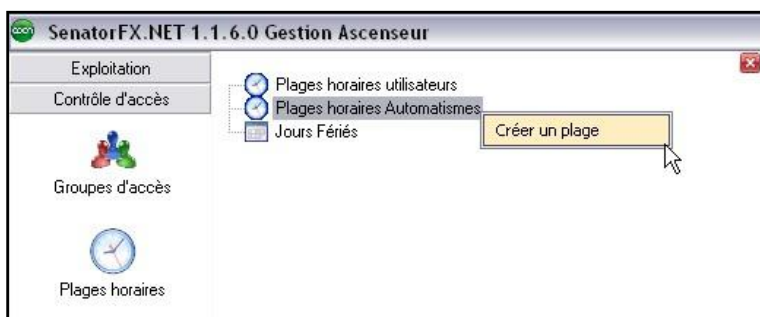 SenatorFX.NET 1.1.6.0 Gestion Ascenseur
Exploitation
Contrôle d'accès
Groupes d'accès
Plages horaires
Plages horaires utilisateurs
Plages horaires Automatismes
Jours Fériés
Créer un plage